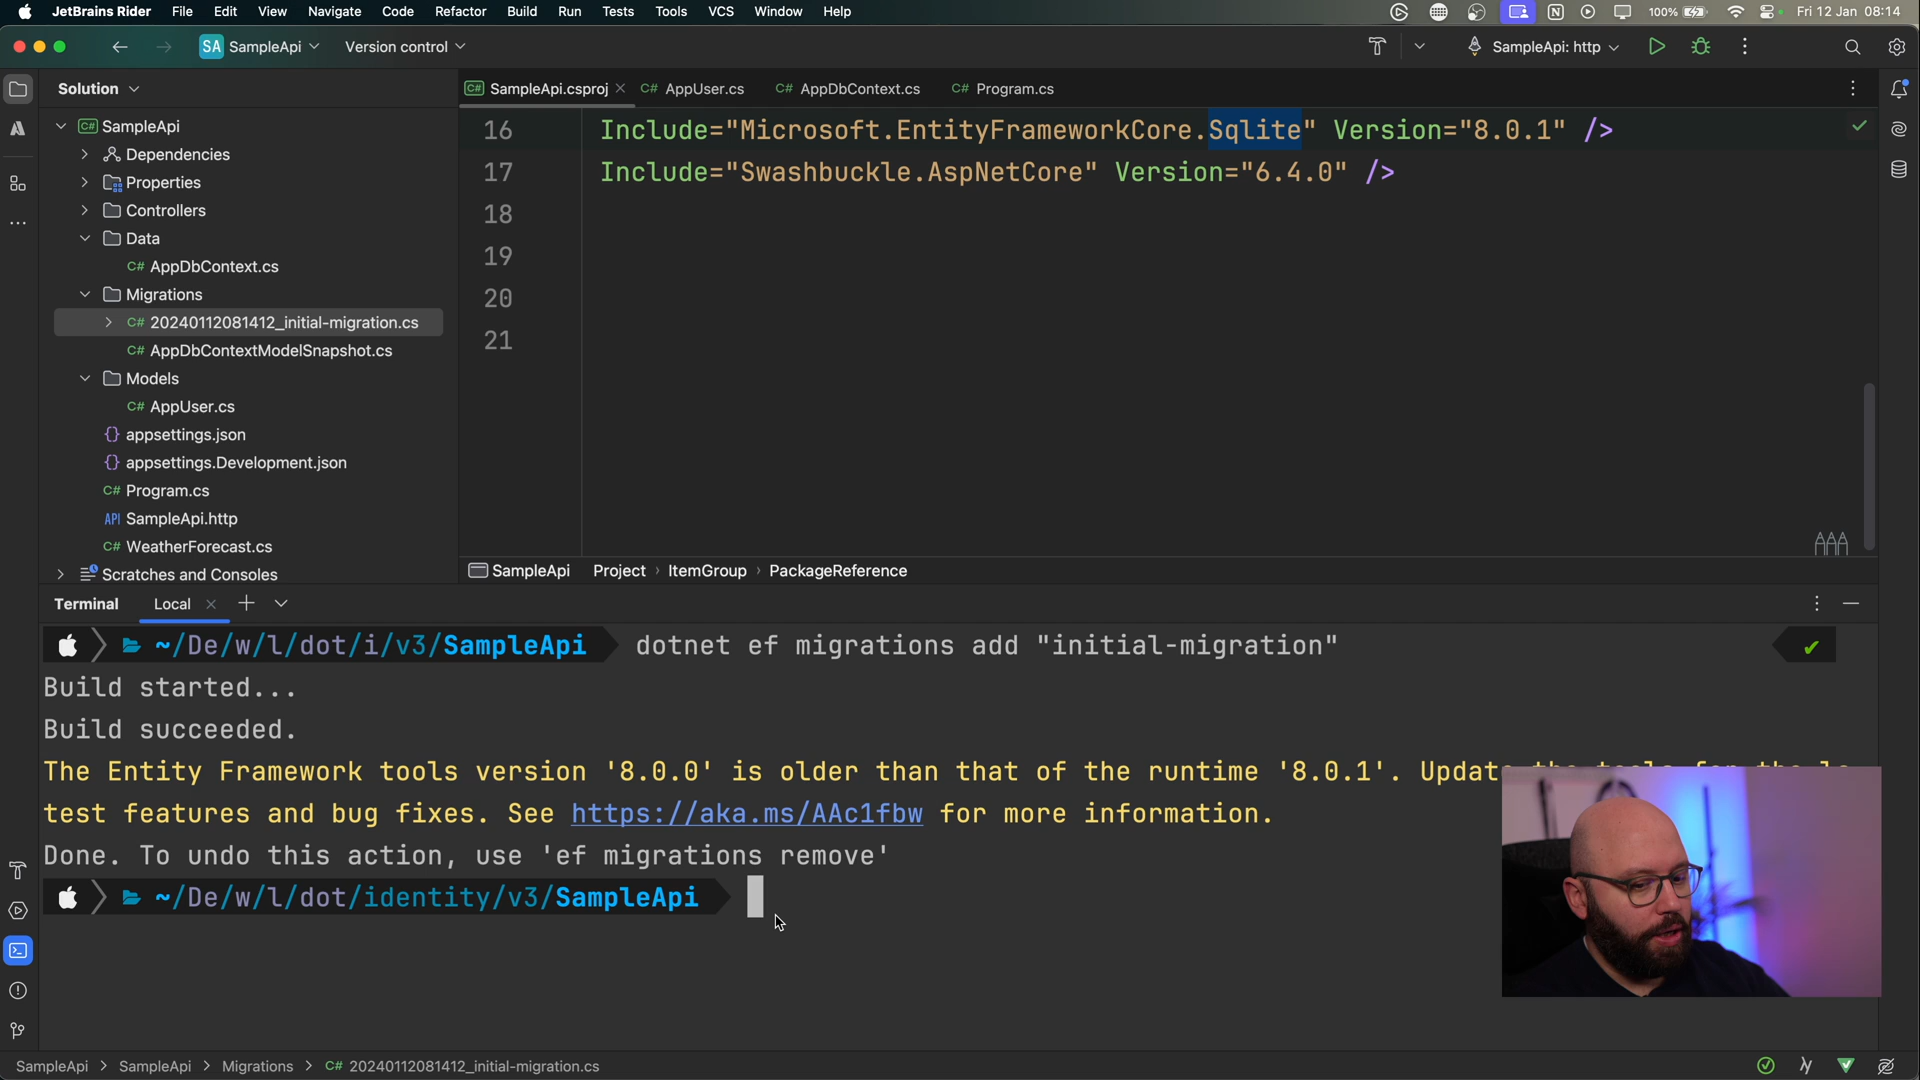 JetBrains Rider File Edit View Navigate Code Refactor Build Run Tests Tools VCS Window Help 100% Fri 12 Jan 08:14
SA SampleApi Version control SampleApi: http
Solution
SampleApi.csproj C# AppUser.cs C# AppDbContext.cs C# Program.cs
C# SampleApi
Dependencies
Properties
Controllers
Data
C# AppDbContext.cs
Migrations
C# 20240112081412_initial-migration.cs
C# AppDbContextModelSnapshot.cs
Models
C# AppUser.cs
{} appsettings.json
{} appsettings.Development.json
C# Program.cs
API SampleApi.http
C# WeatherForecast.cs
Scratches and Consoles
16 Include="Microsoft.EntityFrameworkCore.Sqlite" Version="8.0.1" />
17 Include="Swashbuckle.AspNetCore" Version="6.4.0" />
18
19
20
21
SampleApi Project › ItemGroup › PackageReference
Terminal Local
~/De/w/l/dot/i/v3/SampleApi dotnet ef migrations add "initial-migration"
Build started...
Build succeeded.
The Entity Framework tools version '8.0.0' is older than that of the runtime '8.0.1'. Update the tools for the la
test features and bug fixes. See https://aka.ms/AAc1fbw for more information.
Done. To undo this action, use 'ef migrations remove'
~/De/w/l/dot/identity/v3/SampleApi
SampleApi > SampleApi > Migrations > C# 20240112081412_initial-migration.cs